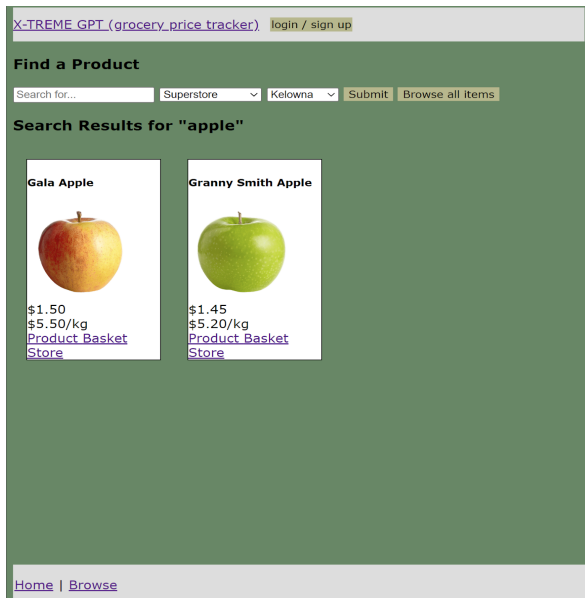 X-TREME GPT (grocery price tracker) login / sign up
Find a Product
Search for... Superstore Kelowna Submit Browse all items
Search Results for "apple"
Gala Apple
$1.50
$5.50/kg
Product Basket
Store
Granny Smith Apple
$1.45
$5.20/kg
Product Basket
Store
Home | Browse